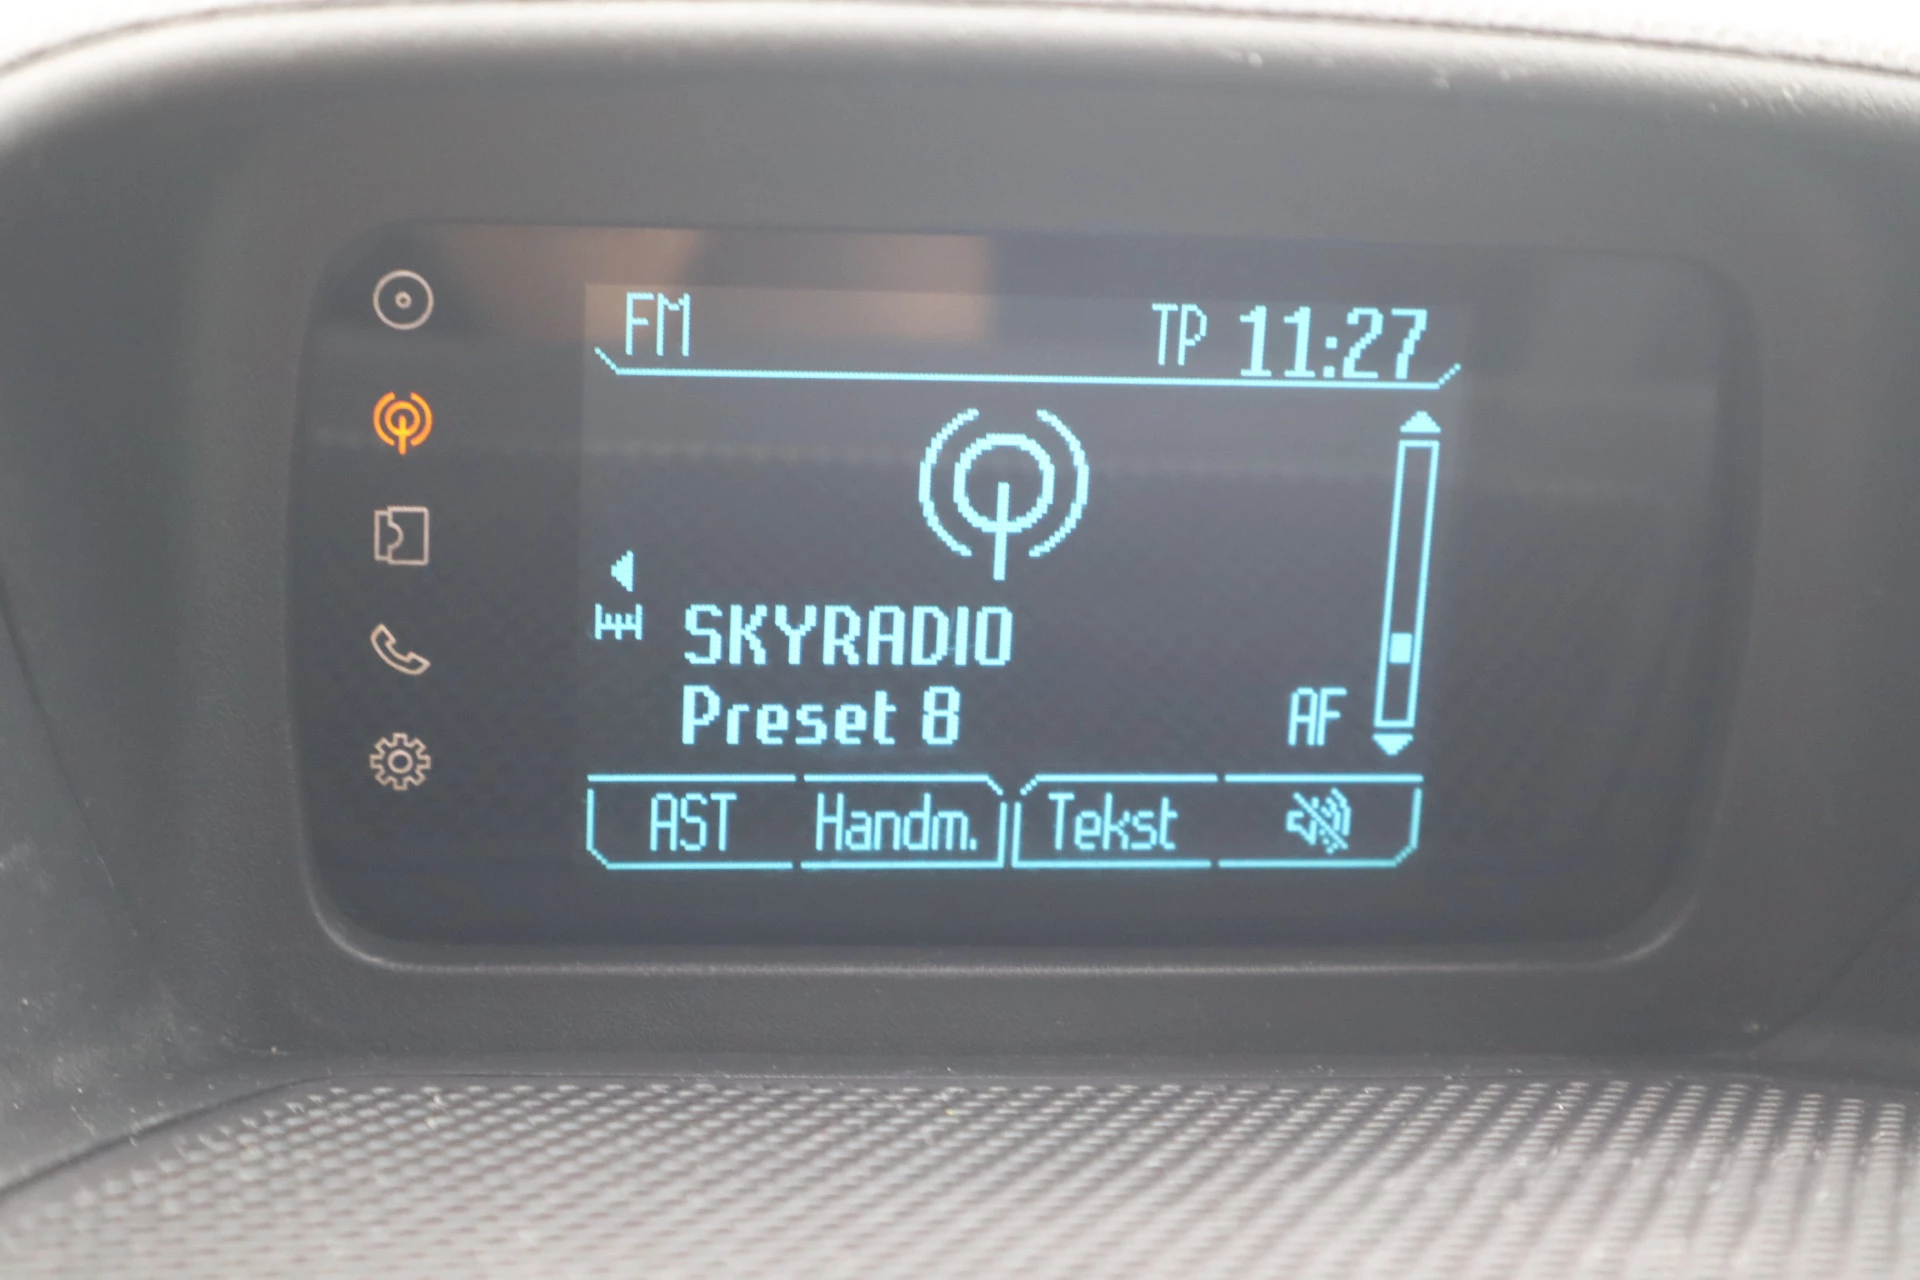 FM TP 11:27
SKYRADIO
Preset 8 AF
AST Handm. Tekst